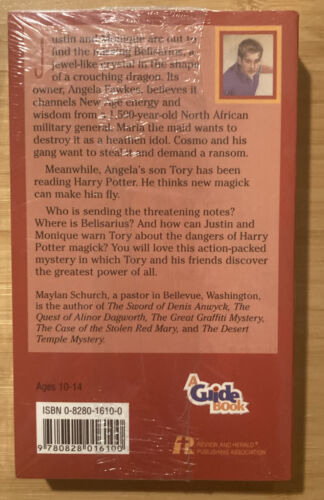 Justin and Monique are out to
find the missing Belisarius, a
jewel-like crystal in the shape
of a crouching dragon. Its
owner, Angela Fawkes, believes it
channels New Age energy and
wisdom from a 1,500-year-old North African
military general. Marla the maid wants to
destroy it as a heathen idol. Cosmo and his
gang want to steal it and demand a ransom.
Meanwhile, Angela's son Tory has been
reading Harry Potter. He thinks new magick
can make him fly.
Who is sending the threatening notes?
Where is Belisarius? And how can Justin and
Monique warn Tory about the dangers of Harry
Potter magick? You will love this action-packed
mystery in which Tory and his friends discover
the greatest power of all.
Maylan Schurch, a pastor in Bellevue, Washington,
is the author of The Sword of Denis Anwyck, The
Quest of Alinor Dagworth, The Great Graffiti Mystery,
The Case of the Stolen Red Mary, and The Desert
Temple Mystery.
Ages 10-14
A
Guide
BOOK
ISBN 0-8280-1610-0
9 780828 016100
R
REVIEW AND HERALD®
PUBLISHING ASSOCIATION